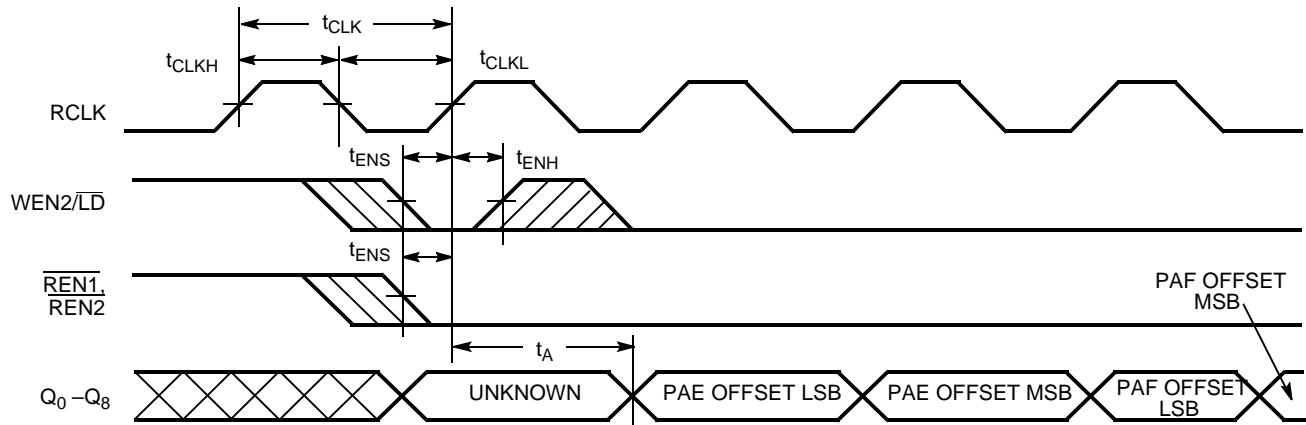 tCLK
tCLKH
tCLKL
RCLK
tENS
tENH
WEN2/LD
tENS
REN1,
REN2
PAF OFFSET
MSB
tA
Q0 –Q8
UNKNOWN
PAE OFFSET LSB
PAE OFFSET MSB
PAF OFFSET
LSB